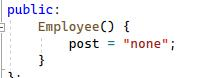 public:
    Employee() {
        post = "none";
    }
};